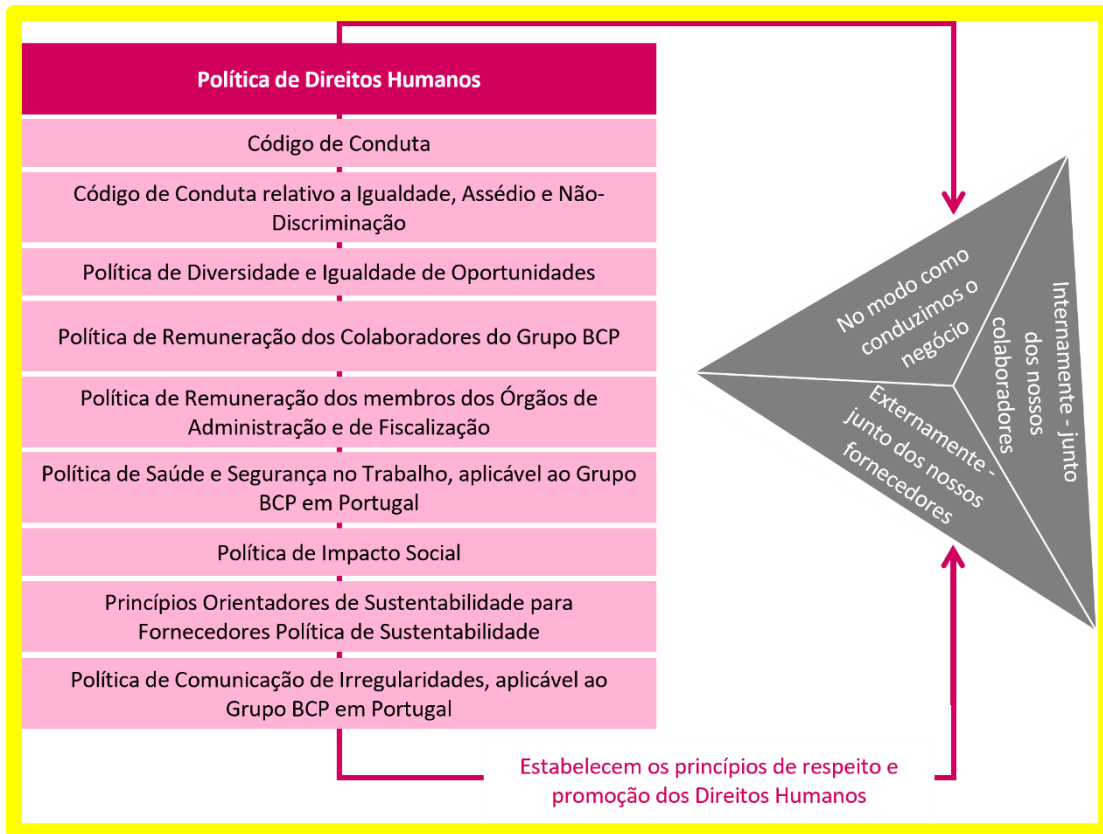 Política de Direitos Humanos
Código de Conduta
Código de Conduta relativo a Igualdade, Assédio e Não-
Discriminação
Política de Diversidade e Igualdade de Oportunidades
Política de Remuneração dos Colaboradores do Grupo BCP
Política de Remuneração dos membros dos Órgãos de
Administração e de Fiscalização
Política de Saúde e Segurança no Trabalho, aplicável ao Grupo
BCP em Portugal
Política de Impacto Social
Princípios Orientadores de Sustentabilidade para
Fornecedores Política de Sustentabilidade
Política de Comunicação de Irregularidades, aplicável ao
Grupo BCP em Portugal
No modo como
conduzimos o
negócio
Internamente - junto
dos nossos
colaboradores
Externamente -
junto dos nossos
fornecedores
Estabelecem os princípios de respeito e
promoção dos Direitos Humanos